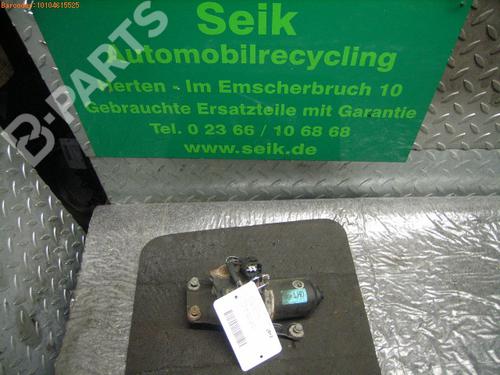 Barcode: 10104615525
Seik
Automobilrecycling
Herten - Im Emscherbruch 10
Gebrauchte Ersatzteile mit Garantie
Tel. 0 23 66 / 10 68 68
www.seik.de
B-PARTS